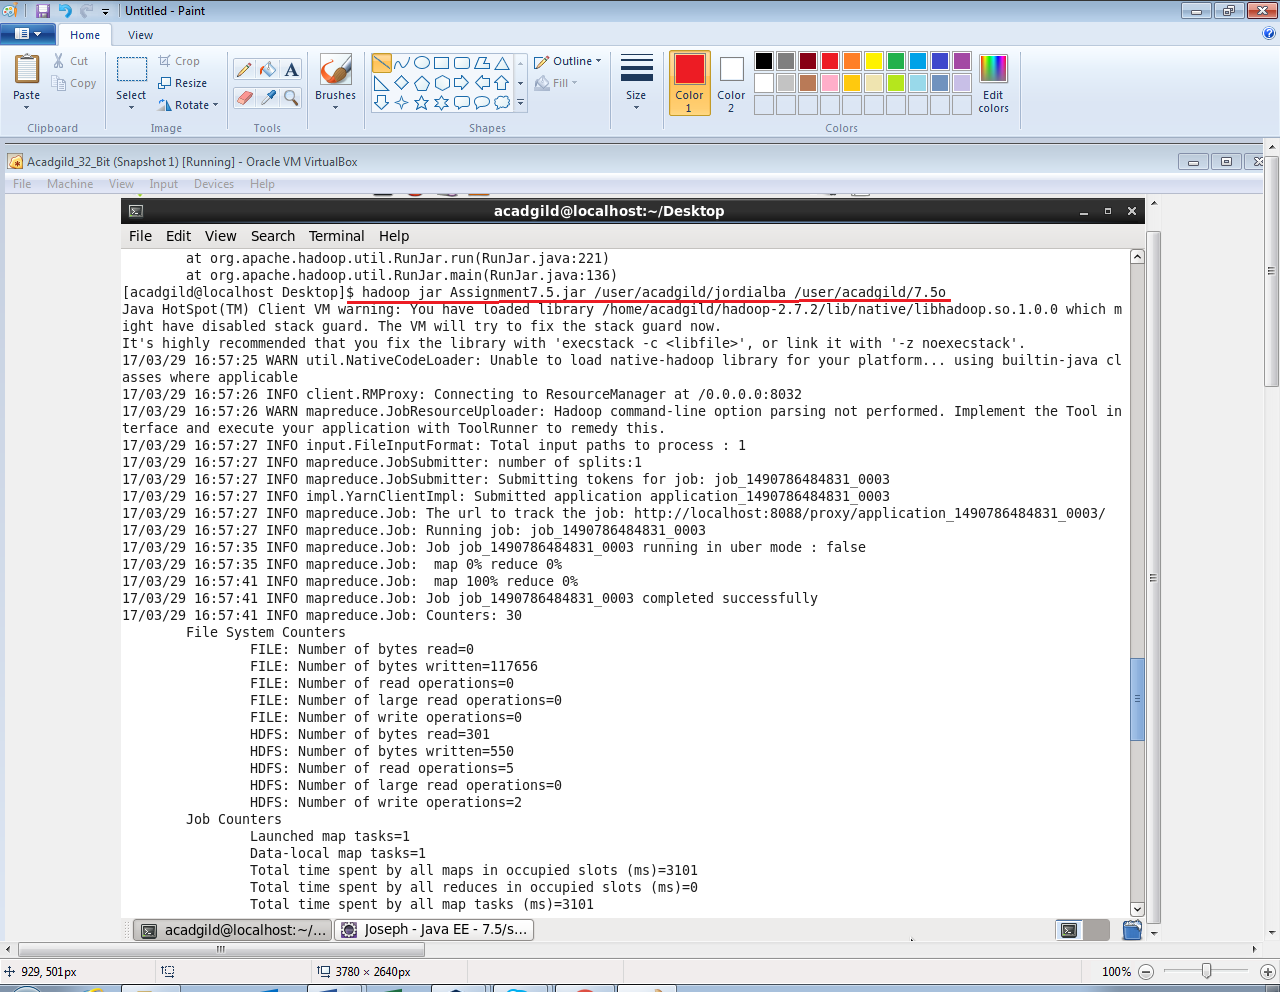 Untitled - Paint
Home
View
Paste
Cut
Copy
Clipboard
Select
Crop
Resize
Rotate
Image
A
Tools
Brushes
Outline
Fill
Shapes
Size
Color 1
Color 2
Edit colors
Colors
Acadgild_32_Bit (Snapshot 1) [Running] - Oracle VM VirtualBox
File Machine View Input Devices Help
acadgild@localhost:~/Desktop
File Edit View Search Terminal Help
at org.apache.hadoop.util.RunJar.run(RunJar.java:221)
at org.apache.hadoop.util.RunJar.main(RunJar.java:136)
[acadgild@localhost Desktop]$ hadoop jar Assignment7.5.jar /user/acadgild/jordialba /user/acadgild/7.5o
Java HotSpot(TM) Client VM warning: You have loaded library /home/acadgild/hadoop-2.7.2/lib/native/libhadoop.so.1.0.0 which m
ight have disabled stack guard. The VM will try to fix the stack guard now.
It's highly recommended that you fix the library with 'execstack -c <libfile>', or link it with '-z noexecstack'.
17/03/29 16:57:25 WARN util.NativeCodeLoader: Unable to load native-hadoop library for your platform... using builtin-java cl
asses where applicable
17/03/29 16:57:26 INFO client.RMProxy: Connecting to ResourceManager at /0.0.0.0:8032
17/03/29 16:57:26 WARN mapreduce.JobResourceUploader: Hadoop command-line option parsing not performed. Implement the Tool in
terface and execute your application with ToolRunner to remedy this.
17/03/29 16:57:27 INFO input.FileInputFormat: Total input paths to process : 1
17/03/29 16:57:27 INFO mapreduce.JobSubmitter: number of splits:1
17/03/29 16:57:27 INFO mapreduce.JobSubmitter: Submitting tokens for job: job_1490786484831_0003
17/03/29 16:57:27 INFO impl.YarnClientImpl: Submitted application application_1490786484831_0003
17/03/29 16:57:27 INFO mapreduce.Job: The url to track the job: http://localhost:8088/proxy/application_1490786484831_0003/
17/03/29 16:57:27 INFO mapreduce.Job: Running job: job_1490786484831_0003
17/03/29 16:57:35 INFO mapreduce.Job: Job job_1490786484831_0003 running in uber mode : false
17/03/29 16:57:35 INFO mapreduce.Job:  map 0% reduce 0%
17/03/29 16:57:41 INFO mapreduce.Job:  map 100% reduce 0%
17/03/29 16:57:41 INFO mapreduce.Job: Job job_1490786484831_0003 completed successfully
17/03/29 16:57:41 INFO mapreduce.Job: Counters: 30
File System Counters
FILE: Number of bytes read=0
FILE: Number of bytes written=117656
FILE: Number of read operations=0
FILE: Number of large read operations=0
FILE: Number of write operations=0
HDFS: Number of bytes read=301
HDFS: Number of bytes written=550
HDFS: Number of read operations=5
HDFS: Number of large read operations=0
HDFS: Number of write operations=2
Job Counters
Launched map tasks=1
Data-local map tasks=1
Total time spent by all maps in occupied slots (ms)=3101
Total time spent by all reduces in occupied slots (ms)=0
Total time spent by all map tasks (ms)=3101
acadgild@localhost:~/...
Joseph - Java EE - 7.5/s...
929, 501px
3780 × 2640px
100%